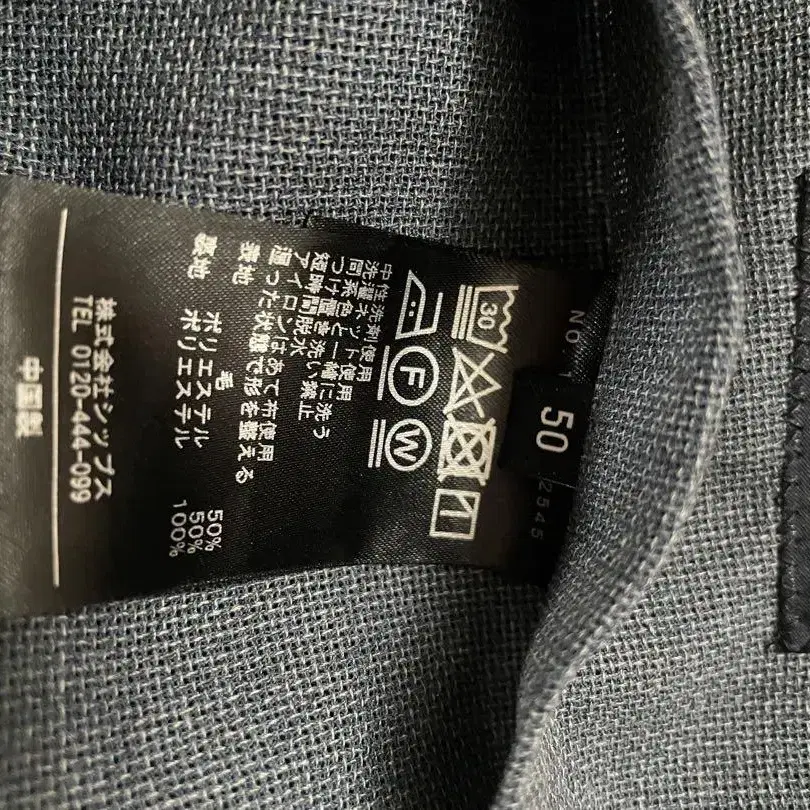 No 1
2545
50
30
F
W
中性洗剤使用
洗濯ネット使用
同系色と一緒に洗う
つけ置き洗い禁止
短時間脱水
アイロンはあて布使用
湿った状態で形を整える
表地 毛 50%
ポリエステル 50%
裏地 ポリエステル 100%
株式会社シップス
TEL 0120-444-099
中国製